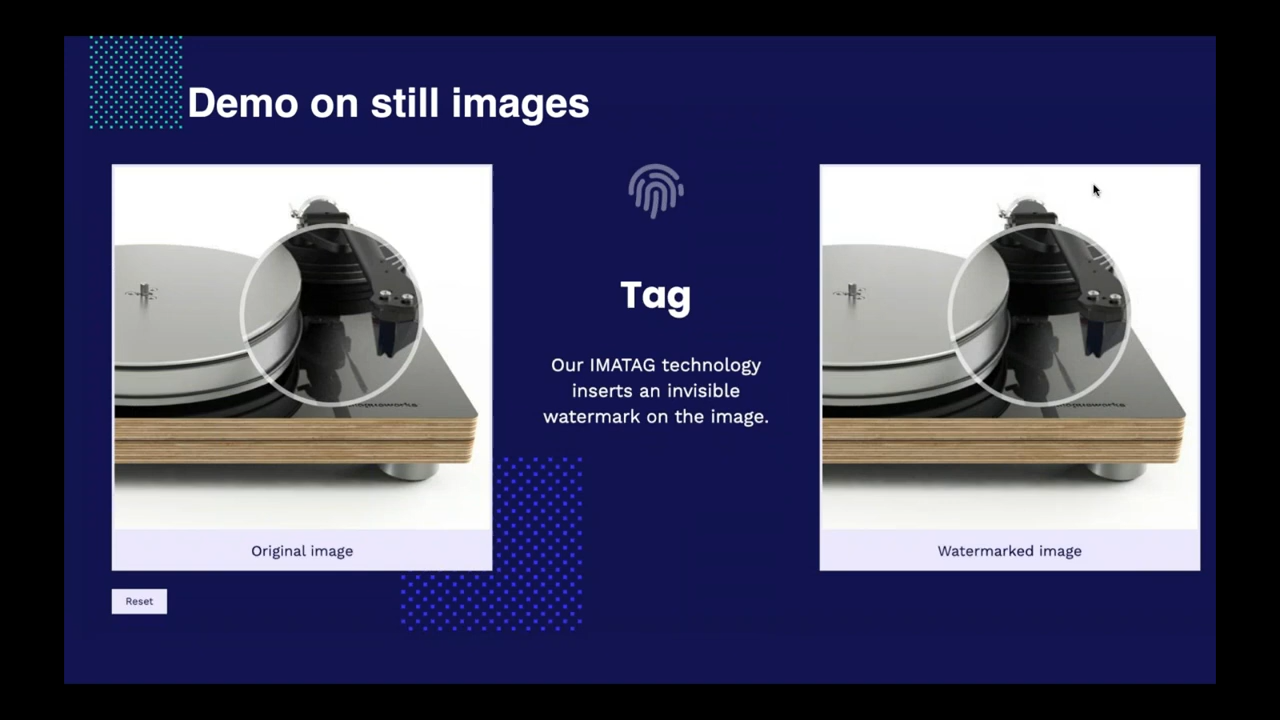 Demo on still images
Tag
Our IMATAG technology
inserts an invisible
watermark on the image.
Original image
Watermarked image
Reset